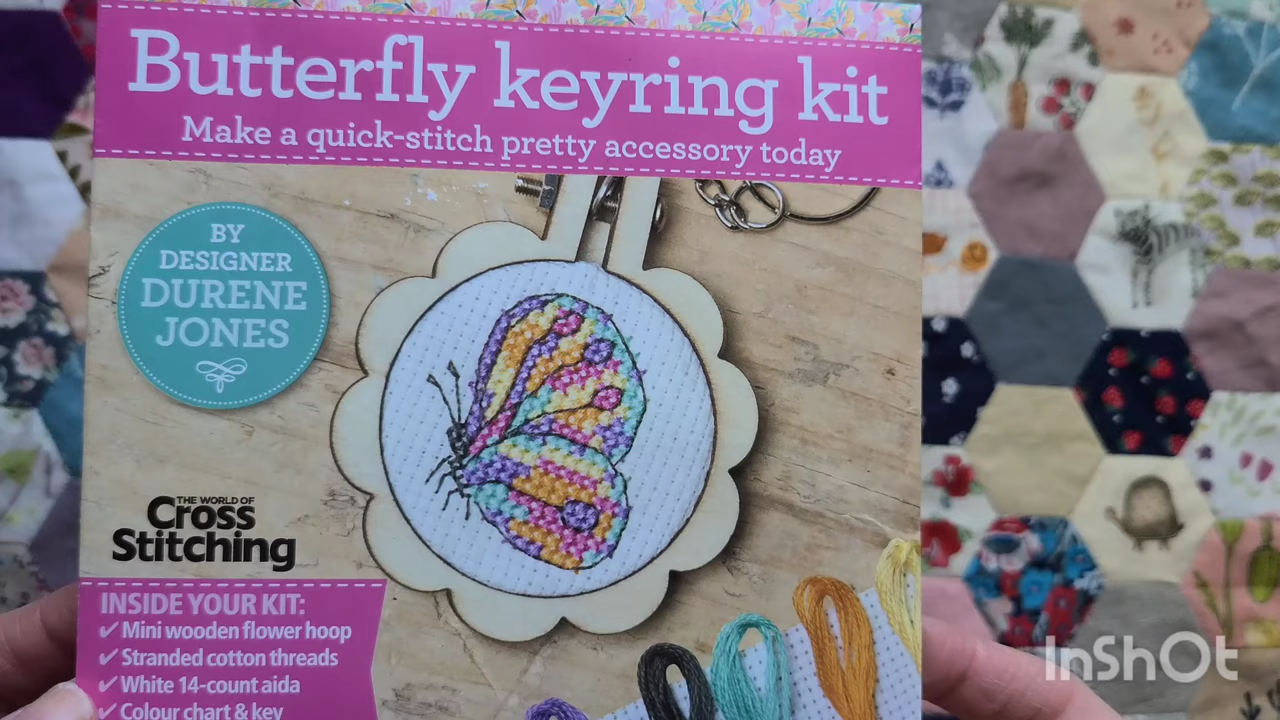 Butterfly keyring kit
Make a quick-stitch pretty accessory today
BY
DESIGNER
DURENE
JONES
THE WORLD OF
Cross
Stitching
INSIDE YOUR KIT:
✓ Mini wooden flower hoop
✓ Stranded cotton threads
✓ White 14-count aida
✓ Colour chart & key
InShOt